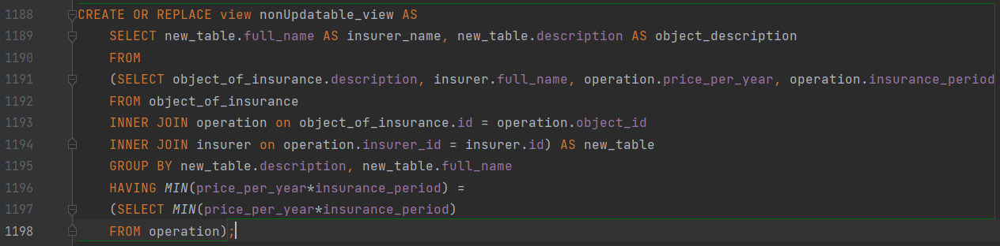 1188 CREATE OR REPLACE view nonUpdatable_view AS
1189 SELECT new_table.full_name AS insurer_name, new_table.description AS object_description
1190 FROM
1191 (SELECT object_of_insurance.description, insurer.full_name, operation.price_per_year, operation.insurance_period
1192 FROM object_of_insurance
1193 INNER JOIN operation on object_of_insurance.id = operation.object_id
1194 INNER JOIN insurer on operation.insurer_id = insurer.id) AS new_table
1195 GROUP BY new_table.description, new_table.full_name
1196 HAVING MIN(price_per_year*insurance_period) =
1197 (SELECT MIN(price_per_year*insurance_period)
1198 FROM operation);